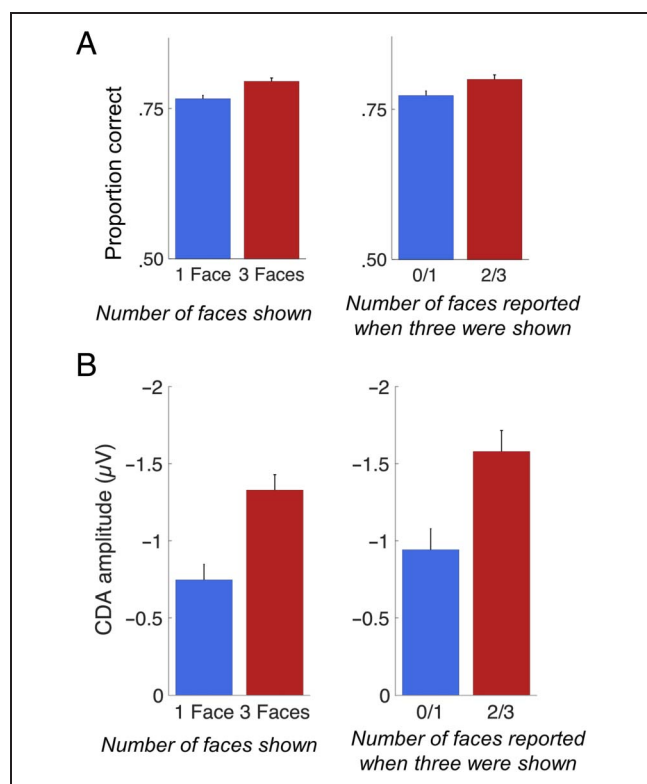 A
Proportion correct
.75
.50
1 Face 3 Faces
Number of faces shown
.75
.50
0/1 2/3
Number of faces reported
when three were shown
B
CDA amplitude (µV)
−2
−1.5
−1
−0.5
0
1 Face 3 Faces
Number of faces shown
−2
−1.5
−1
−0.5
0
0/1 2/3
Number of faces reported
when three were shown